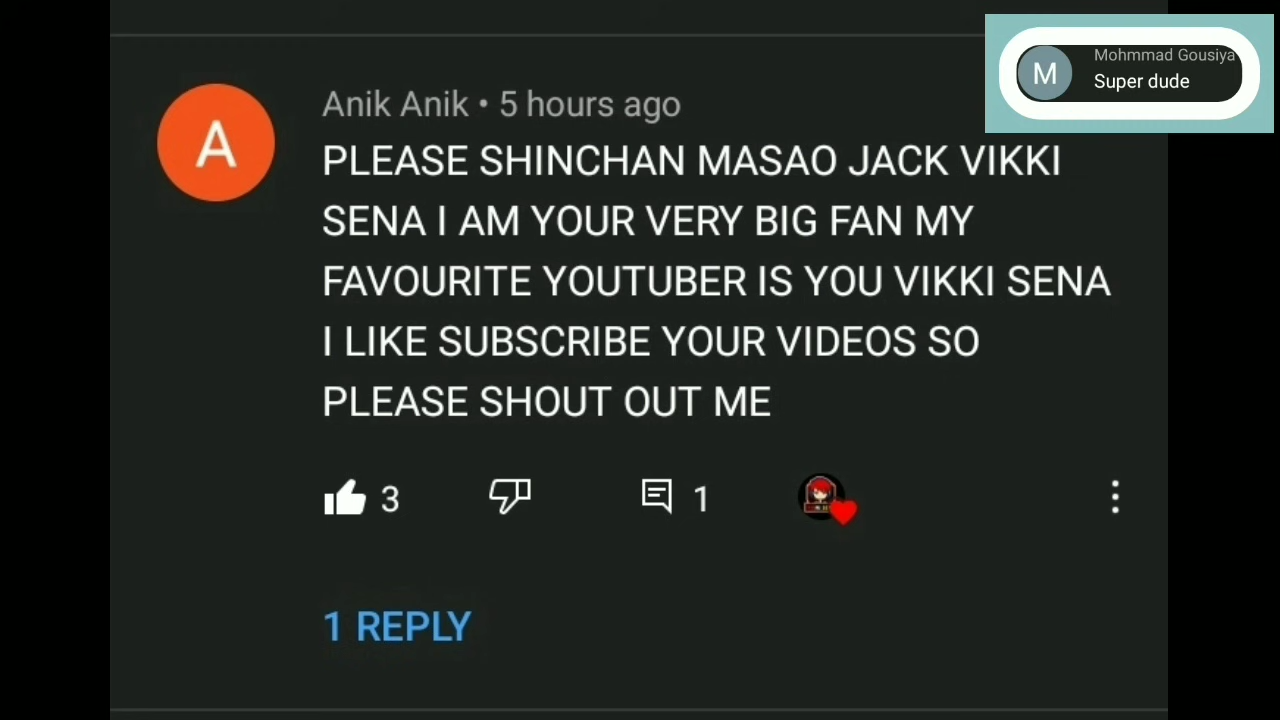 Anik Anik • 5 hours ago
A
PLEASE SHINCHAN MASAO JACK VIKKI
SENA I AM YOUR VERY BIG FAN MY
FAVOURITE YOUTUBER IS YOU VIKKI SENA
I LIKE SUBSCRIBE YOUR VIDEOS SO
PLEASE SHOUT OUT ME
3
1
1 REPLY
Mohmmad Gousiya
M
Super dude